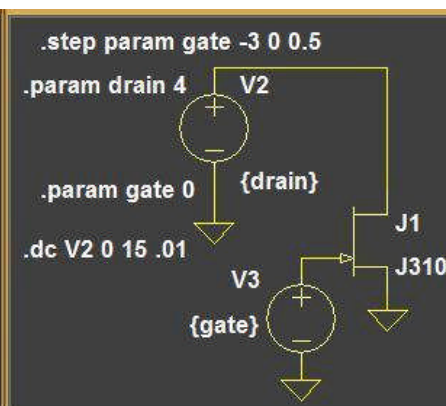 .step param gate -3 0 0.5
.param drain 4
V2
{drain}
.param gate 0
.dc V2 0 15 .01
J1
J310
V3
{gate}